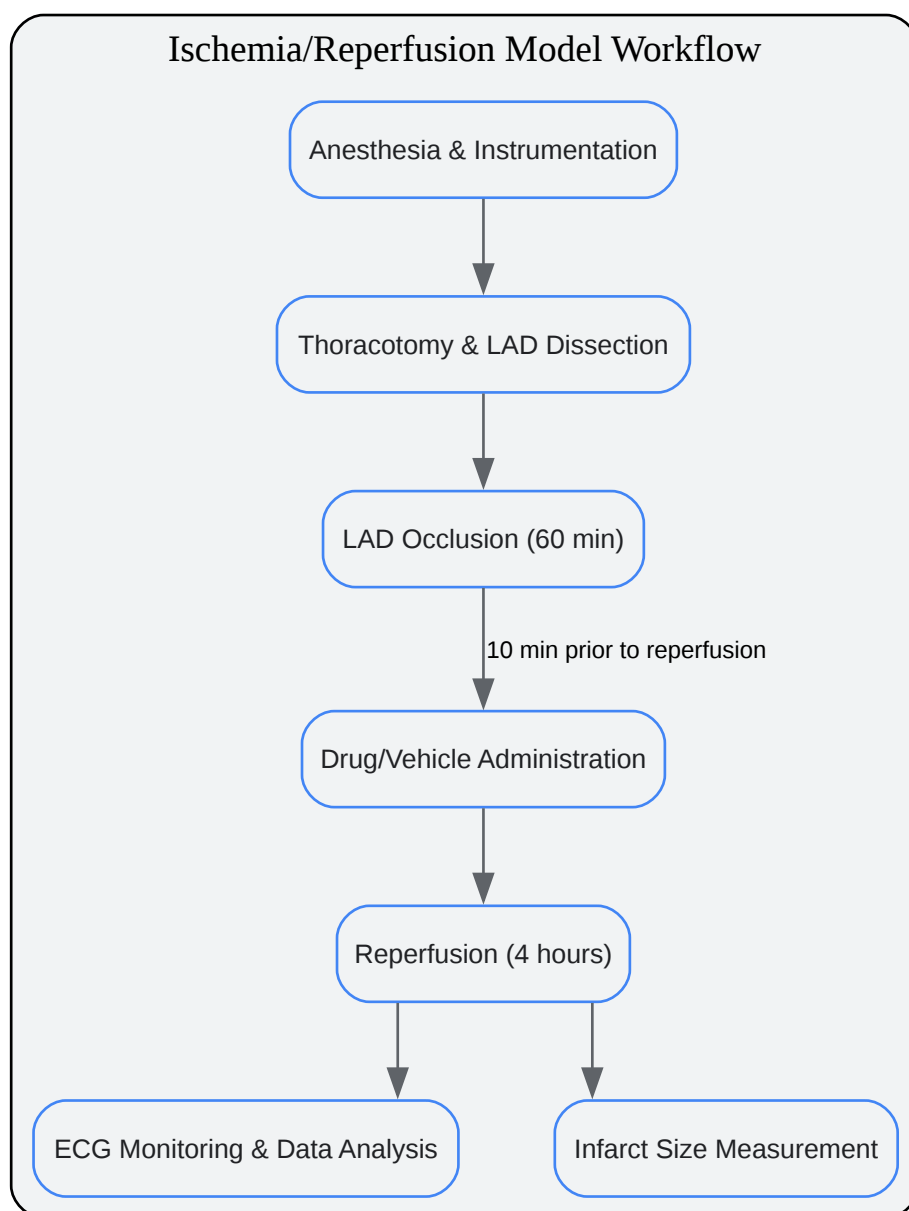 Ischemia/Reperfusion Model Workflow
Anesthesia & Instrumentation
Thoracotomy & LAD Dissection
LAD Occlusion (60 min)
10 min prior to reperfusion
Drug/Vehicle Administration
Reperfusion (4 hours)
ECG Monitoring & Data Analysis
Infarct Size Measurement